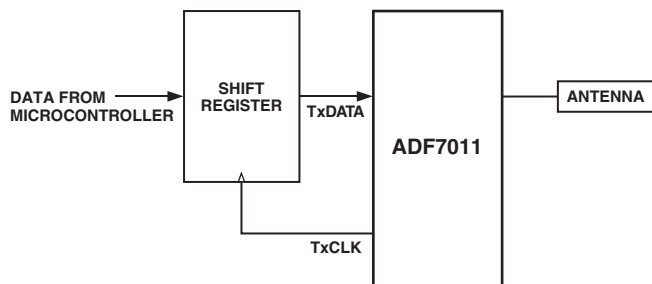 DATA FROM
MICROCONTROLLER
SHIFT
REGISTER
TxDATA
ADF7011
ANTENNA
TxCLK